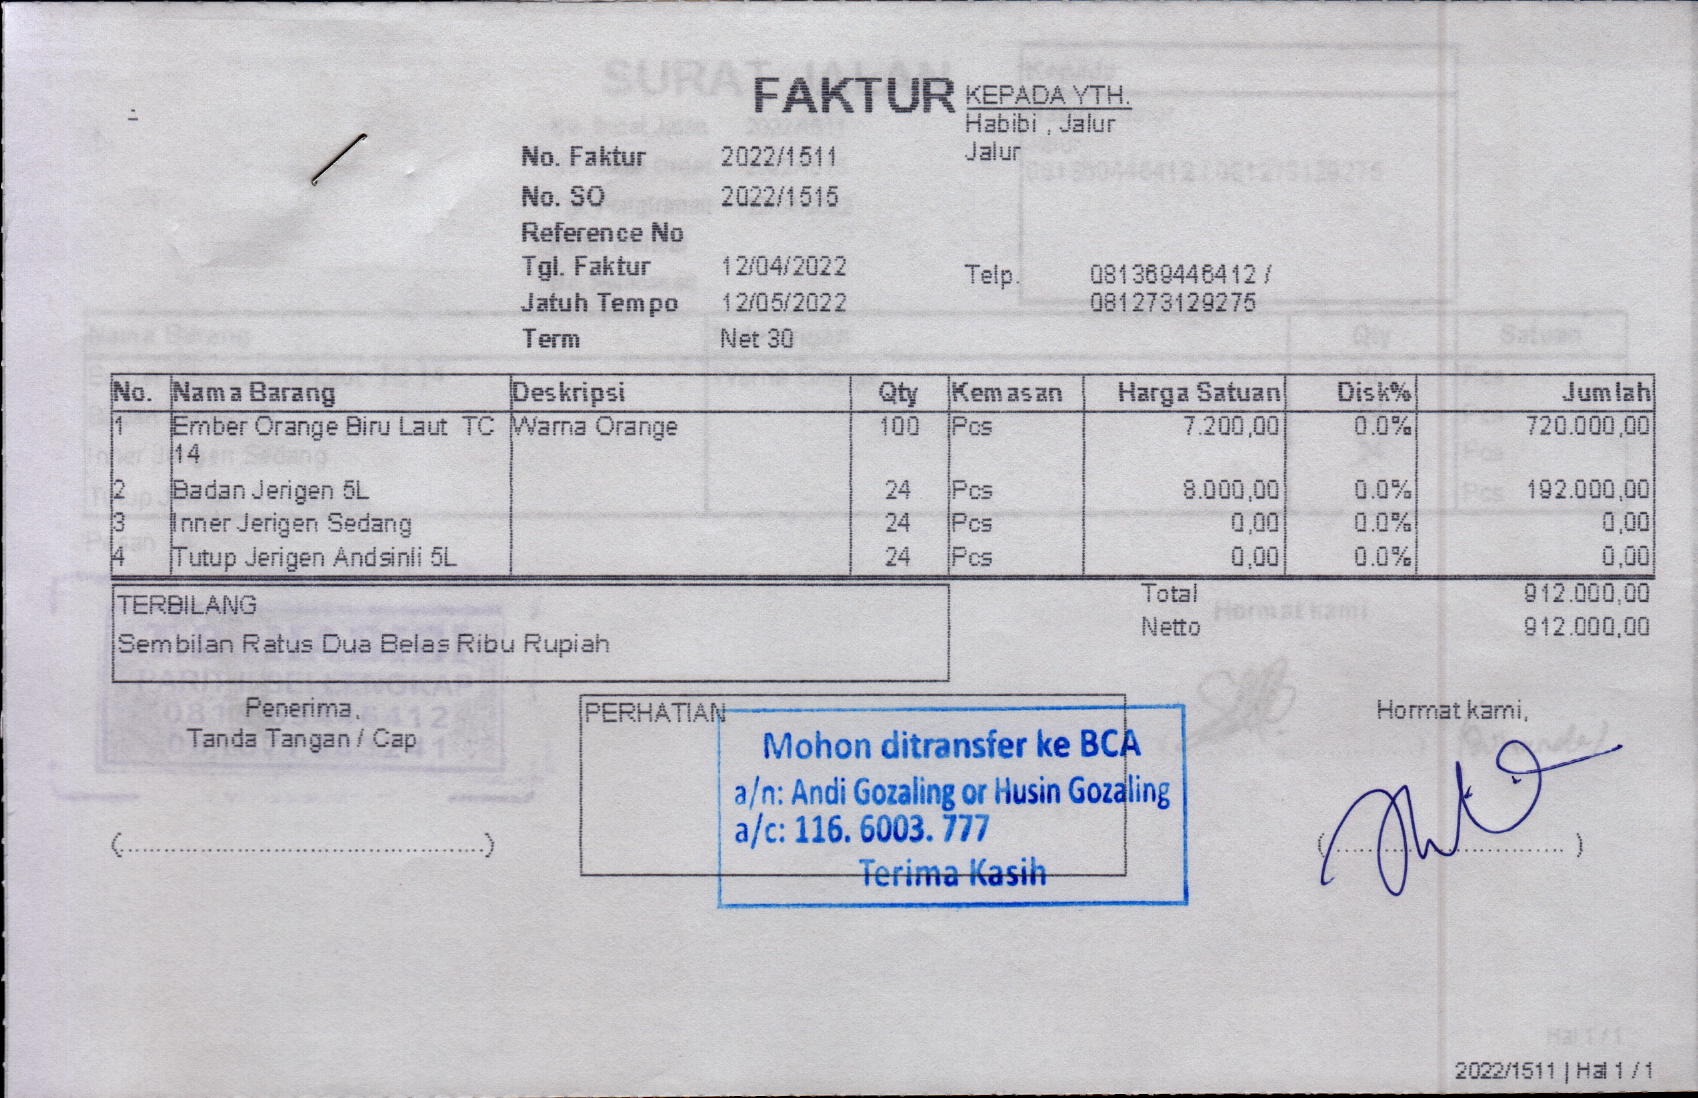 FAKTUR
KEPADA YTH.
Habibi , Jalur
Jalur
No. Faktur 2022/1511
No. SO 2022/1515
Reference No
Tgl. Faktur 12/04/2022
Jatuh Tempo 12/05/2022
Term Net 30
Telp. 081369446412 /
081273129275
No. Nama Barang Deskripsi Qty Kemasan Harga Satuan Disk% Jumlah
1 Ember Orange Biru Laut TC Warna Orange 100 Pcs 7.200,00 0.0% 720.000,00
14
2 Badan Jerigen 5L 24 Pcs 8.000,00 0.0% 192.000,00
3 Inner Jerigen Sedang 24 Pcs 0,00 0.0% 0,00
4 Tutup Jerigen Andsinli 5L 24 Pcs 0,00 0.0% 0,00
TERBILANG
Sembilan Ratus Dua Belas Ribu Rupiah
Total 912.000,00
Netto 912.000,00
Penerima,
Tanda Tangan / Cap
(................................................)
PERHATIAN
Mohon ditransfer ke BCA
a/n: Andi Gozaling or Husin Gozaling
a/c: 116. 6003. 777
Terima Kasih
Hormat kami,
(................................)
2022/1511 | Hal 1 / 1